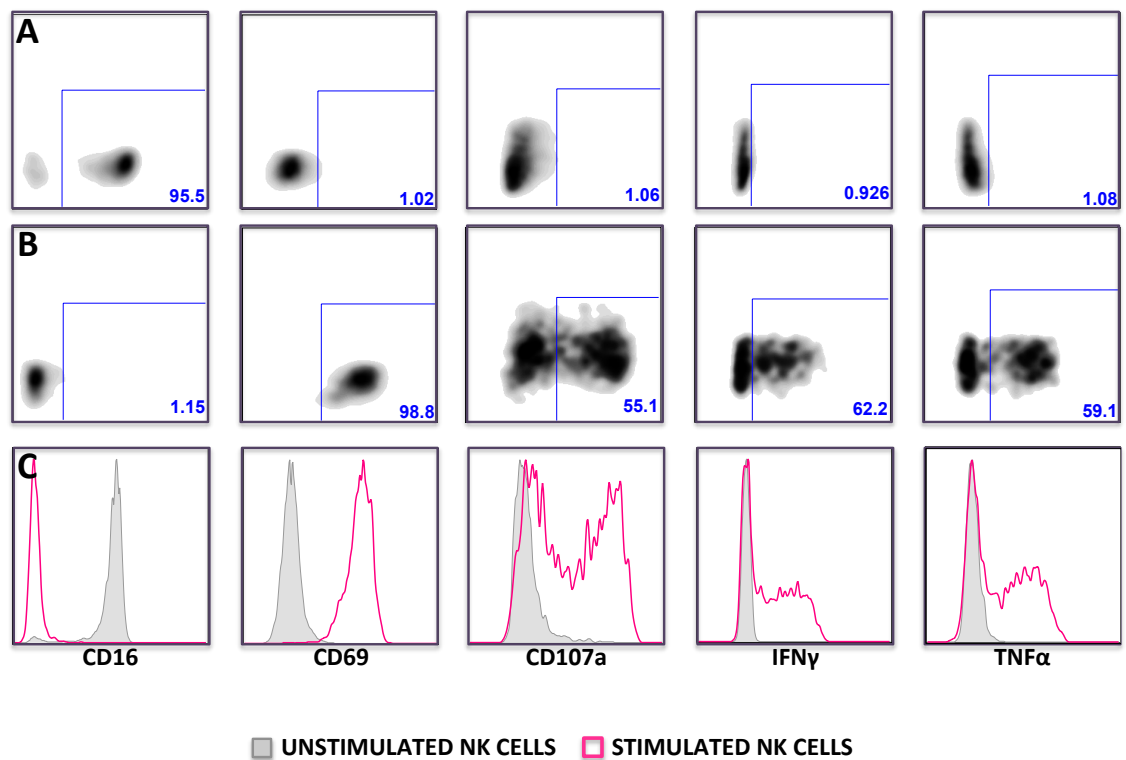 A
95.5
1.02
1.06
0.926
1.08
B
1.15
98.8
55.1
62.2
59.1
C
CD16
CD69
CD107a
IFNγ
TNFα
UNSTIMULATED NK CELLS
STIMULATED NK CELLS